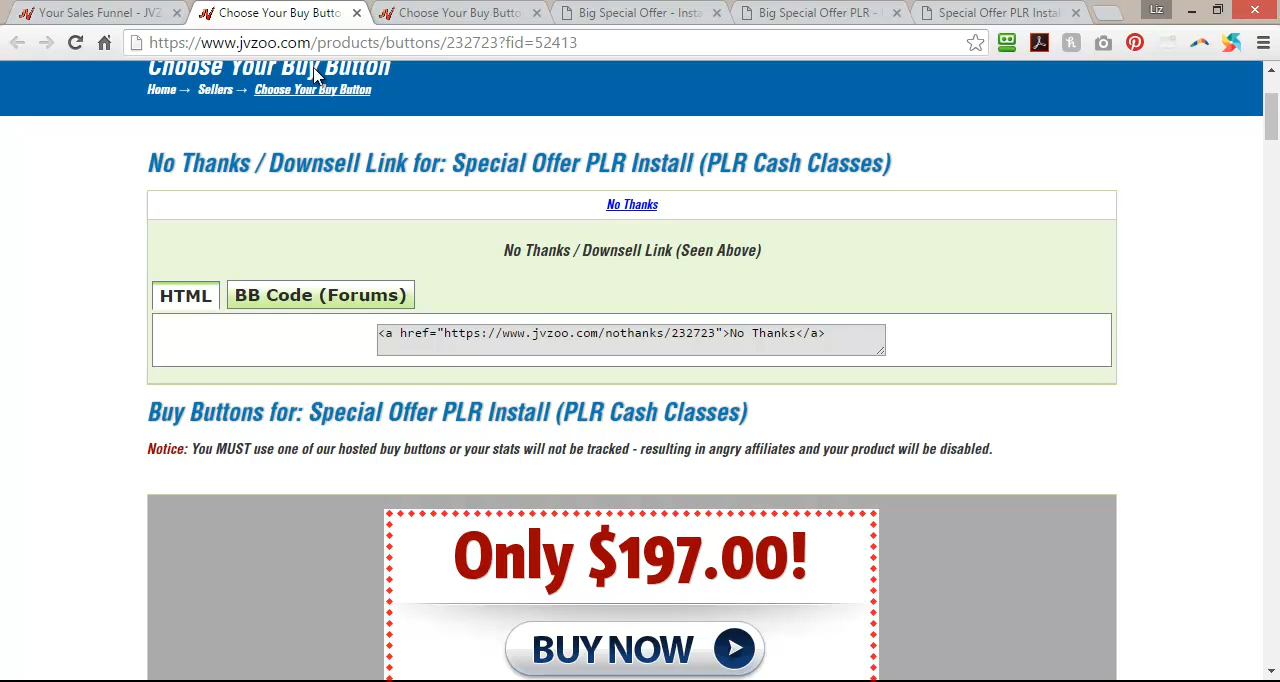 Your Sales Funnel - JVZ
Choose Your Buy Butto
Choose Your Buy Butto
Big Special Offer - Insta
Big Special Offer PLR -
Special Offer PLR Instal
Liz
https://www.jvzoo.com/products/buttons/232723?fid=52413
Choose Your Buy Button
Home → Sellers → Choose Your Buy Button
No Thanks / Downsell Link for: Special Offer PLR Install (PLR Cash Classes)
No Thanks
No Thanks / Downsell Link (Seen Above)
HTML
BB Code (Forums)
<a href="https://www.jvzoo.com/nothanks/232723">No Thanks</a>
Buy Buttons for: Special Offer PLR Install (PLR Cash Classes)
Notice: You MUST use one of our hosted buy buttons or your stats will not be tracked - resulting in angry affiliates and your product will be disabled.
Only $197.00!
BUY NOW